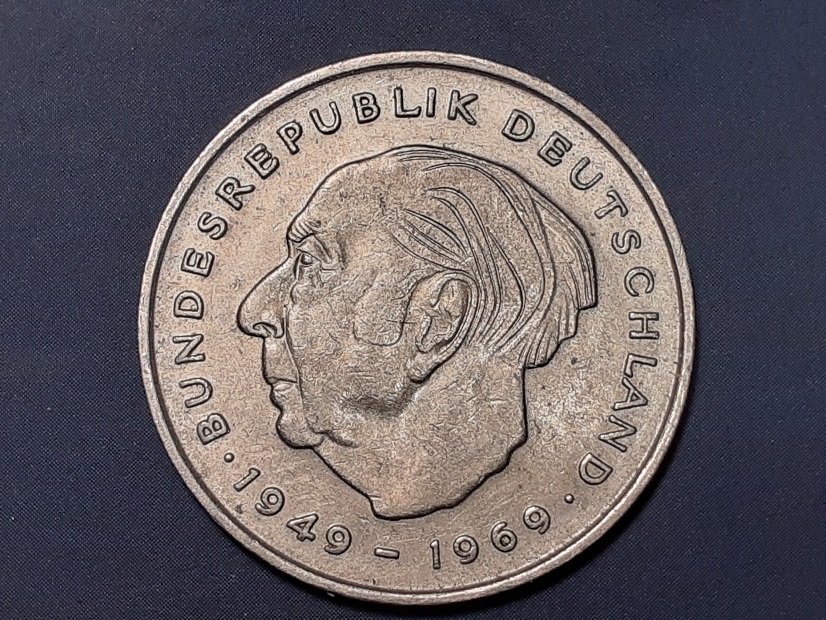 BUNDESREPUBLIK DEUTSCHLAND
· 1949 – 1969 ·